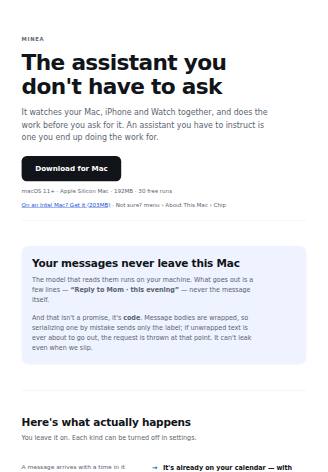 MINEA
The assistant you
don't have to ask
It watches your Mac, iPhone and Watch together, and does the
work before you ask for it. An assistant you have to instruct is
one you end up doing the work for.
Download for Mac
macOS 11+ · Apple Silicon Mac · 192MB · 30 free runs
On an Intel Mac? Get it (203MB) · Not sure? menu › About This Mac › Chip
Your messages never leave this Mac
The model that reads them runs on your machine. What goes out is a
few lines — "Reply to Mom · this evening" — never the message
itself.
And that isn't a promise, it's code. Message bodies are wrapped, so
serializing one by mistake sends only the label; if unwrapped text is
ever about to go out, the request is thrown at that point. It can't leak
even when we slip.
Here's what actually happens
You leave it on. Each kind can be turned off in settings.
A message arrives with a time in it → It's already on your calendar — with